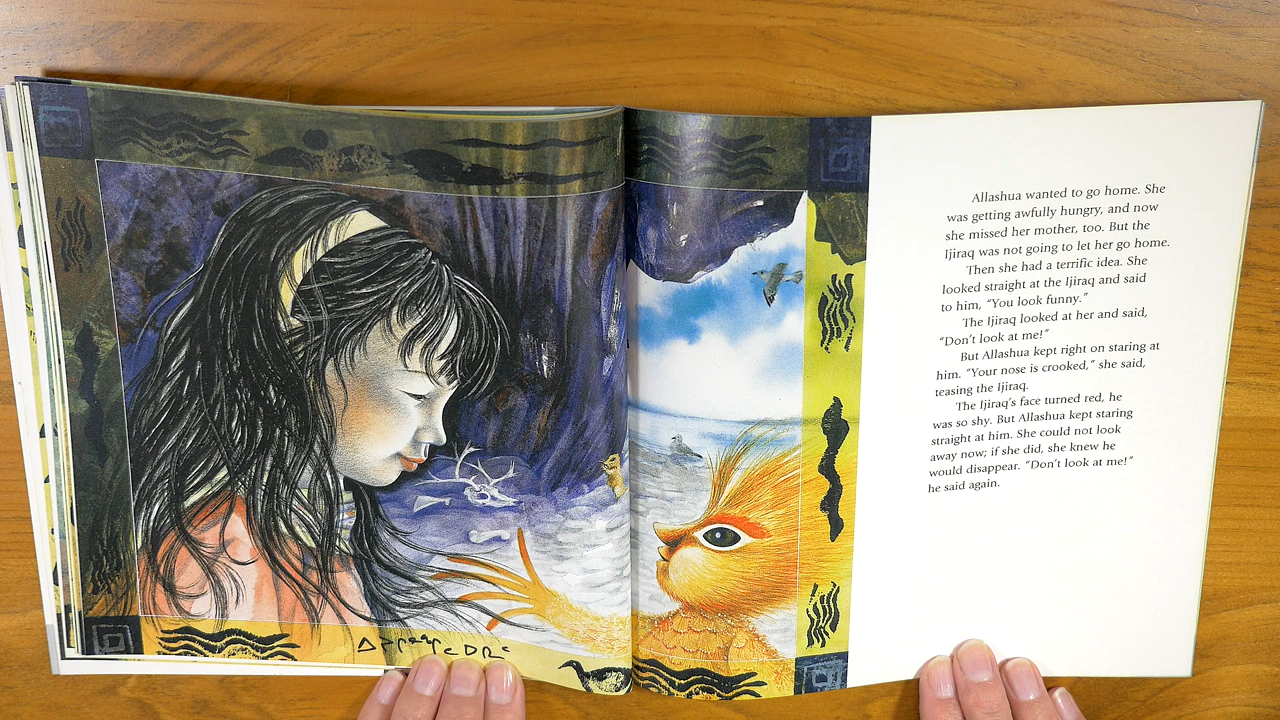 Allashua wanted to go home. She
was getting awfully hungry, and now
she missed her mother, too. But the
Ijiraq was not going to let her go home.
Then she had a terrific idea. She
looked straight at the Ijiraq and said
to him, “You look funny.”
The Ijiraq looked at her and said,
“Don’t look at me!”
But Allashua kept right on staring at
him. “Your nose is crooked,” she said,
teasing the Ijiraq.
The Ijiraq’s face turned red, he
was so shy. But Allashua kept staring
straight at him. She could not look
away now; if she did, she knew he
would disappear. “Don’t look at me!”
he said again.